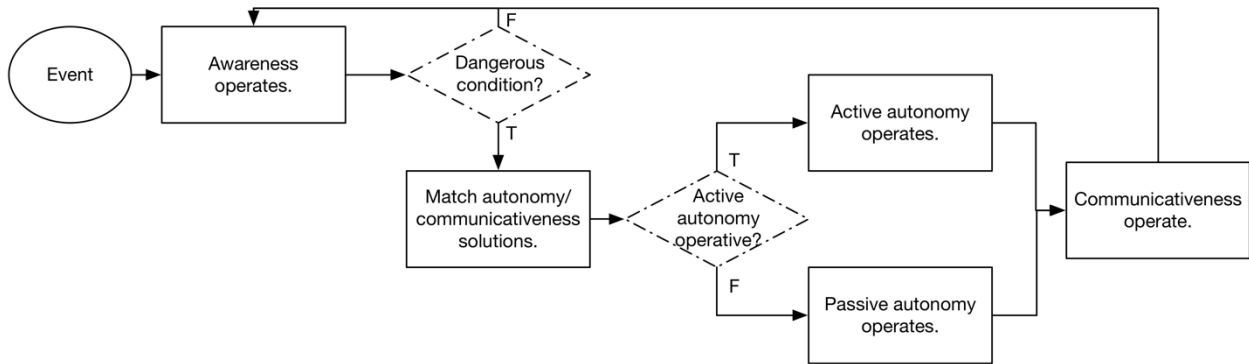 Event
Awareness
operates.
Dangerous
condition?
F
T
Match autonomy/
communicativeness
solutions.
Active
autonomy
operative?
T
F
Active autonomy
operates.
Passive autonomy
operates.
Communicativeness
operate.